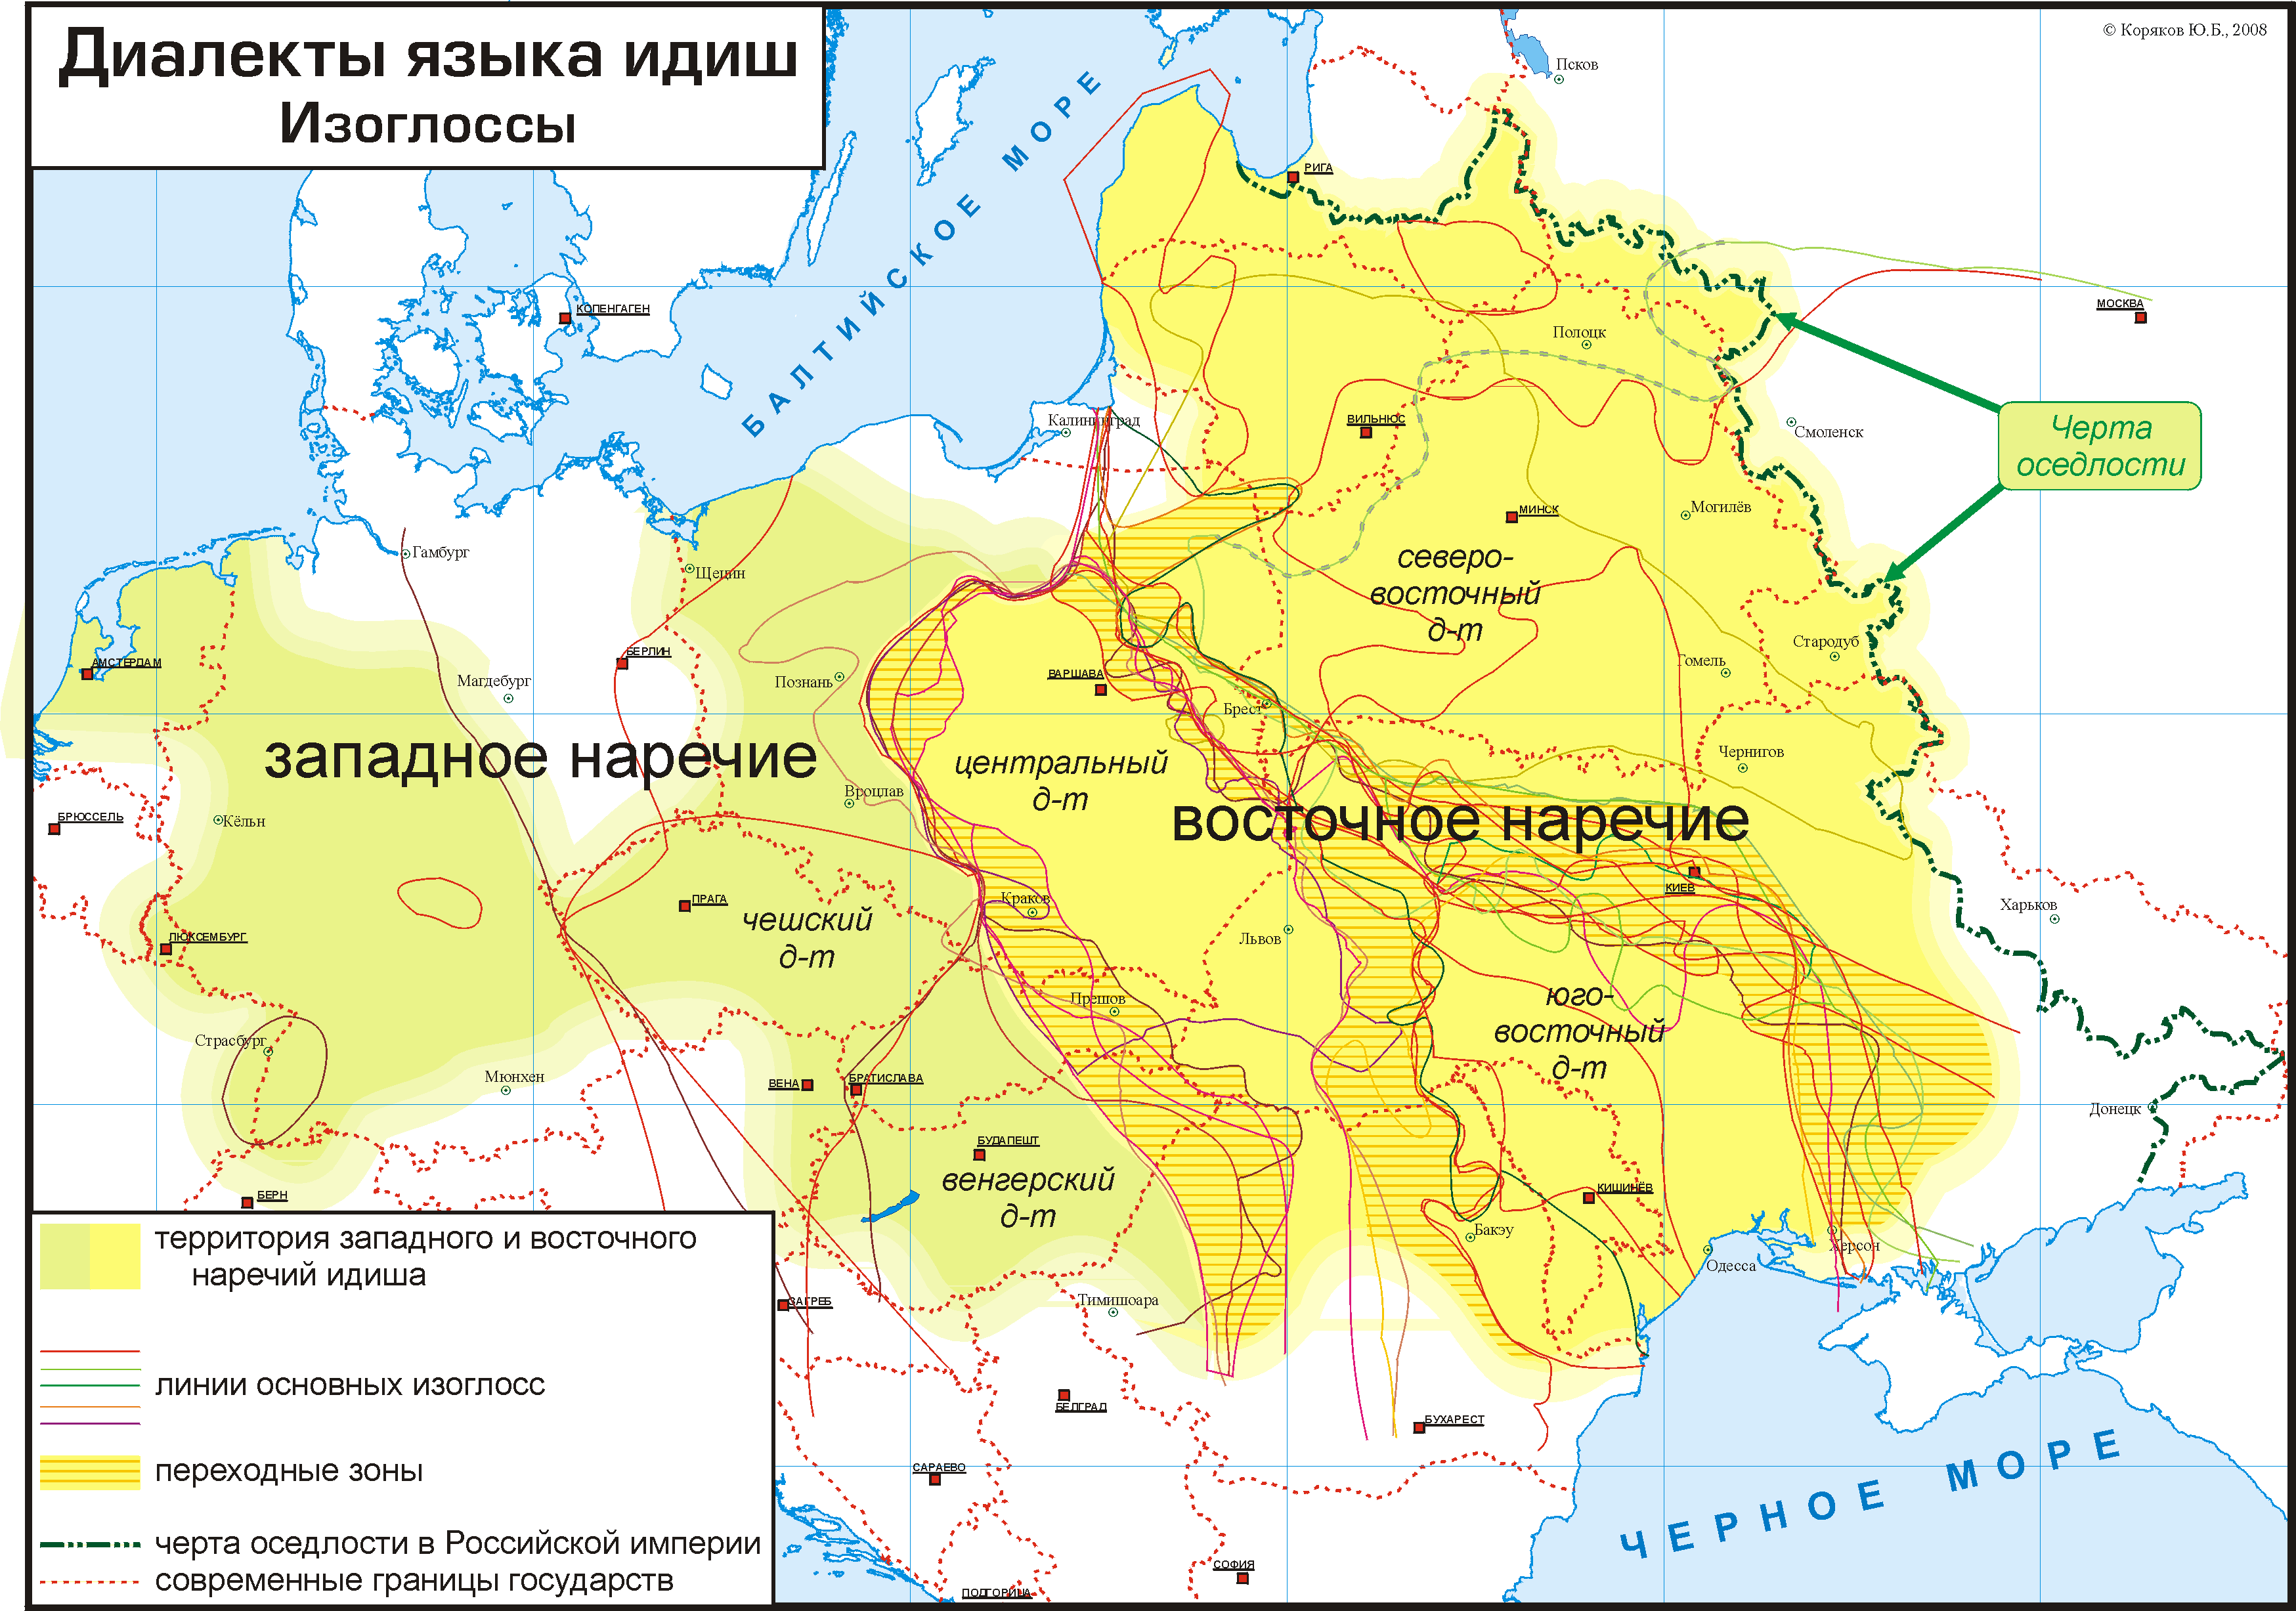 Диалекты языка идиш
Изоглоссы
© Коряков Ю.Б., 2008
Псков
БАЛТИЙСКОЕ МОРЕ
РИГА
КОПЕНГАГЕН
МОСКВА
Полоцк
Калининград
ВИЛЬНЮС
Смоленск
Черта
оседлости
МИНСК
Могилёв
Гамбург
Щецин
северо-
восточный
д-т
Стародуб
Гомель
АМСТЕРДАМ
БЕРЛИН
Магдебург
Познань
ВАРШАВА
Брест
западное наречие
центральный
д-т
Чернигов
Вроцлав
БРЮССЕЛЬ
Кёльн
восточное наречие
КИЕВ
Харьков
ПРАГА
чешский
д-т
Краков
ЛЮКСЕМБУРГ
Львов
Прешов
юго-
восточный
д-т
Страсбург
Мюнхен
ВЕНА
БРАТИСЛАВА
Донецк
БУДАПЕШТ
венгерский
д-т
БЕРН
КИШИНЁВ
Бакэу
Херсон
Одесса
ЗАГРЕБ
Тимишоара
БЕЛГРАД
БУХАРЕСТ
САРАЕВО
СОФИЯ
ПОДГОРИЦА
ЧЕРНОЕ МОРЕ
территория западного и восточного
наречий идиша
линии основных изоглосс
переходные зоны
черта оседлости в Российской империи
современные границы государств